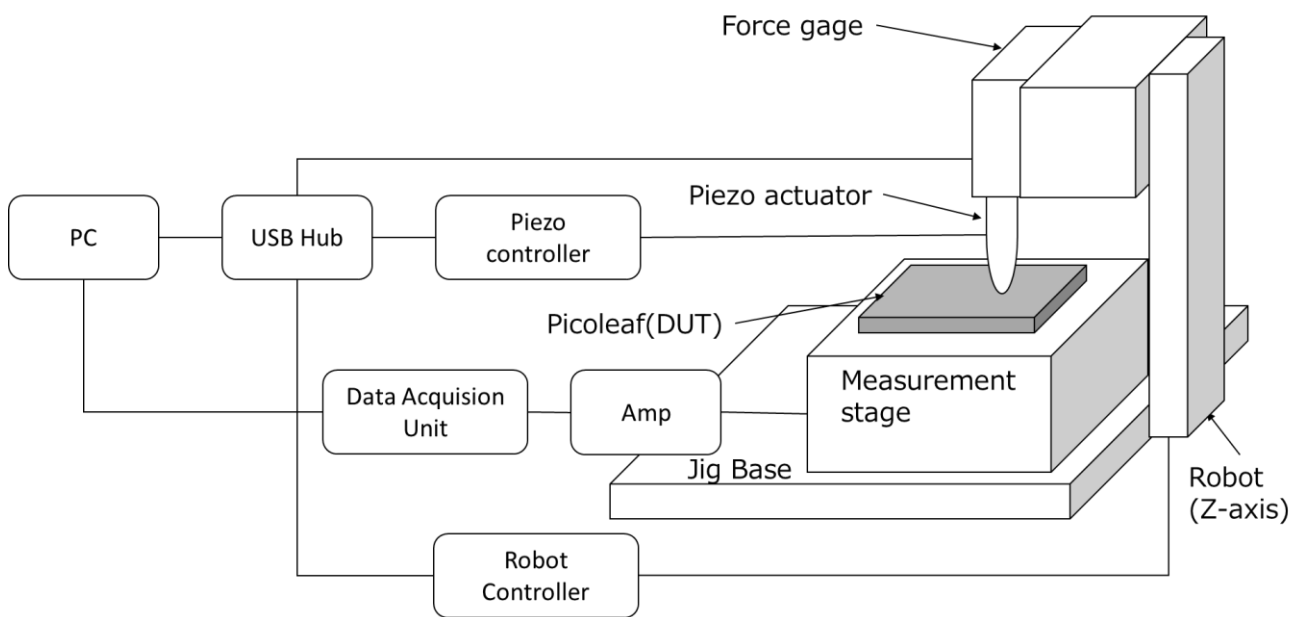 Force gage
Piezo actuator
PC
USB Hub
Piezo
controller
Picoleaf(DUT)
Measurement
stage
Data Acquision
Unit
Amp
Jig Base
Robot
(Z-axis)
Robot
Controller